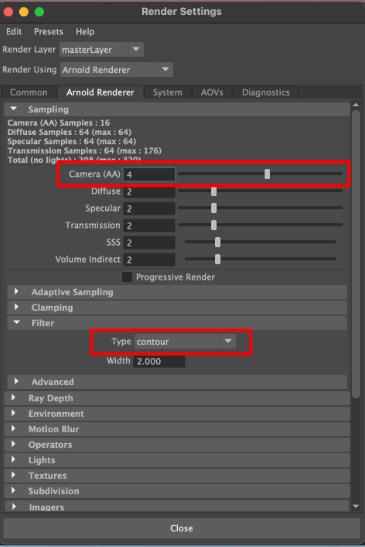 Render Settings
Edit Presets Help
Render Layer masterLayer
Render Using Arnold Renderer
Common Arnold Renderer System AOVs Diagnostics
Sampling
Camera (AA) Samples : 16
Diffuse Samples : 64 (max : 64)
Specular Samples : 64 (max : 64)
Transmission Samples : 64 (max : 176)
Total (no lights) : 208 (max : 320)
Camera (AA) 4
Diffuse 2
Specular 2
Transmission 2
SSS 2
Volume Indirect 2
Progressive Render
Adaptive Sampling
Clamping
Filter
Type contour
Width 2.000
Advanced
Ray Depth
Environment
Motion Blur
Operators
Lights
Textures
Subdivision
Imagers
Close